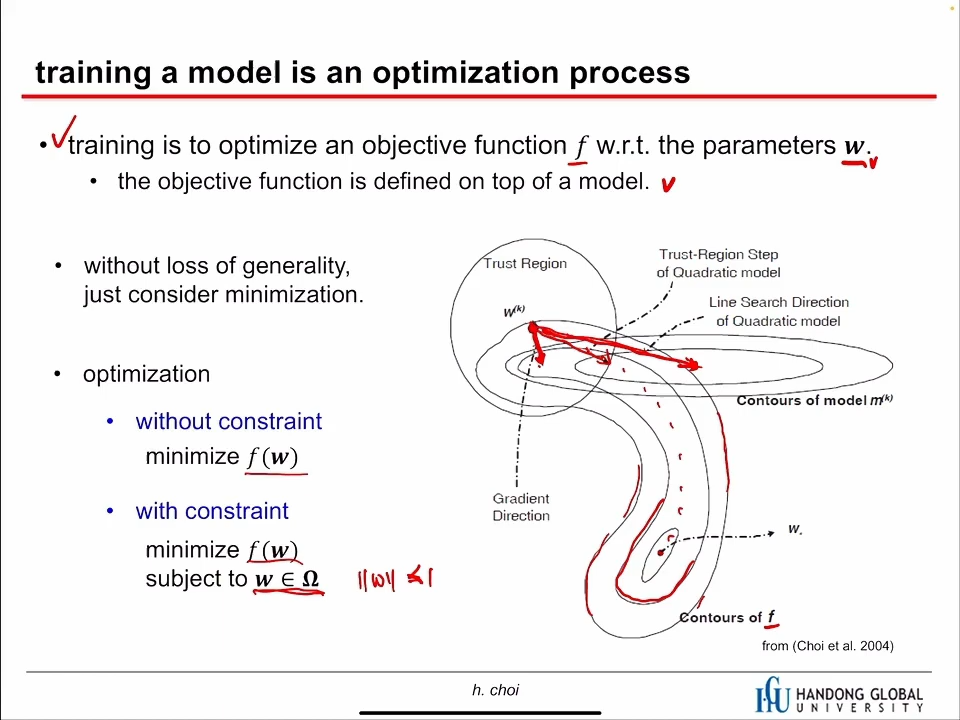 training a model is an optimization process
• training is to optimize an objective function f w.r.t. the parameters w.
• the objective function is defined on top of a model.
• without loss of generality,
just consider minimization.
• optimization
• without constraint
minimize f(w)
• with constraint
minimize f(w)
subject to w ∈ Ω
||w|| ≤ 1
Trust Region
Trust-Region Step
of Quadratic model
W(k)
Line Search Direction
of Quadratic model
Contours of model m(k)
Gradient
Direction
W*
Contours of f
from (Choi et al. 2004)
h. choi
HANDONG GLOBAL
UNIVERSITY